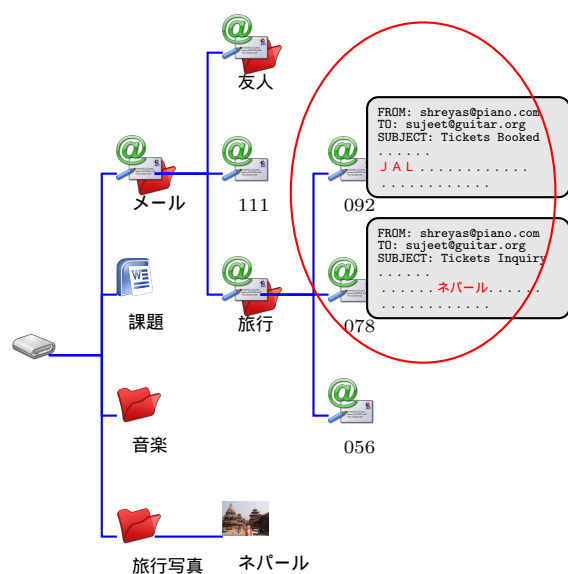 友人
FROM: shreyas@piano.com
TO: sujeet@guitar.org
SUBJECT: Tickets Booked
......
ＪＡＬ............
............
メール
111
092
FROM: shreyas@piano.com
TO: sujeet@guitar.org
SUBJECT: Tickets Inquiry
......
......ネパール......
............
課題
旅行
078
音楽
056
旅行写真
ネパール